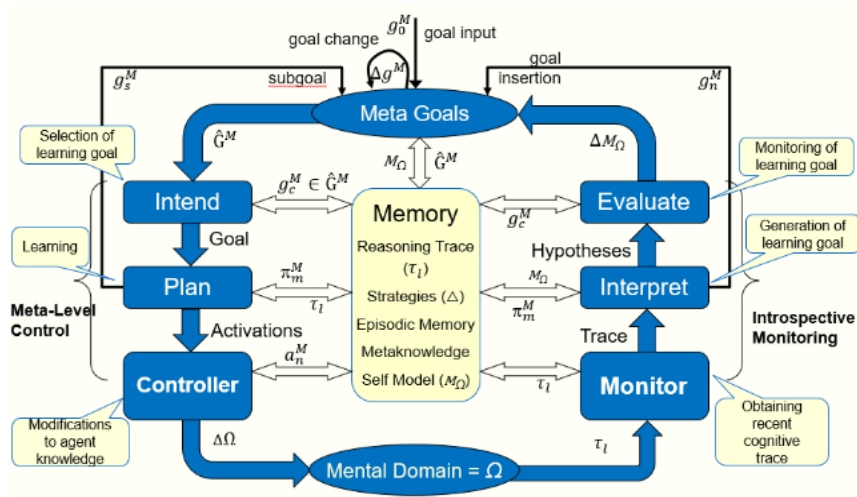 g_0^M
goal change
goal input
Δg^M
goal
insertion
g_s^M
subgoal
g_n^M
Meta Goals
Selection of
learning goal
Ĝ^M
M_Ω
Ĝ^M
ΔM_Ω
Monitoring of
learning goal
Intend
g_c^M ∈ Ĝ^M
Memory
g_c^M
Evaluate
Learning
Goal
Reasoning Trace
(τ_l)
Hypotheses
Generation of
learning goal
Plan
π_m^M
τ_l
Strategies (△)
Episodic Memory
M_Ω
π_m^M
Interpret
Meta-Level
Control
Activations
Metaknowledge
Trace
Introspective
Monitoring
Controller
a_n^M
Self Model (M_Ω)
τ_l
Monitor
Modifications
to agent
knowledge
ΔΩ
Mental Domain = Ω
τ_l
Obtaining
recent
cognitive
trace